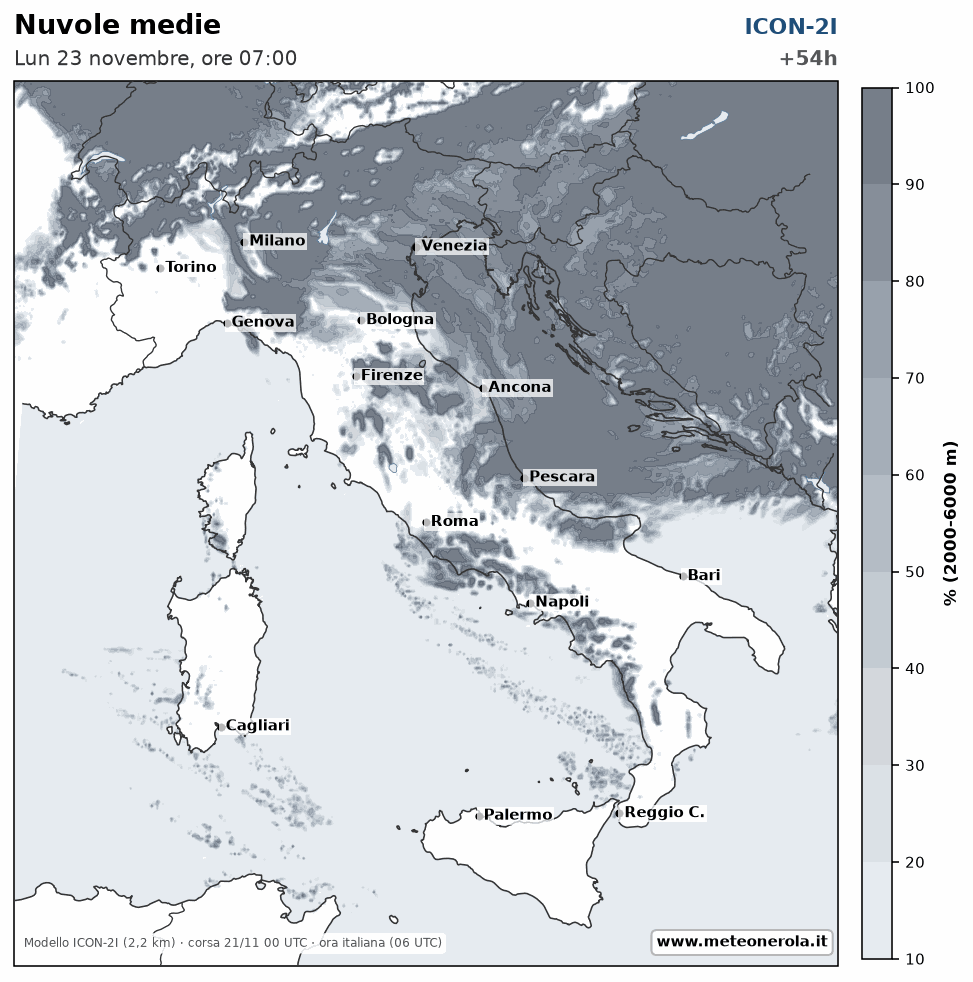 Nuvole medie
ICON-2I
Lun 23 novembre, ore 07:00
+54h
100
90
80
70
60
50
40
30
20
10
% (2000-6000 m)
Milano
Venezia
Torino
Genova
Bologna
Firenze
Ancona
Pescara
Roma
Bari
Napoli
Cagliari
Palermo
Reggio C.
Modello ICON-2I (2,2 km) · corsa 21/11 00 UTC · ora italiana (06 UTC)
www.meteonerola.it